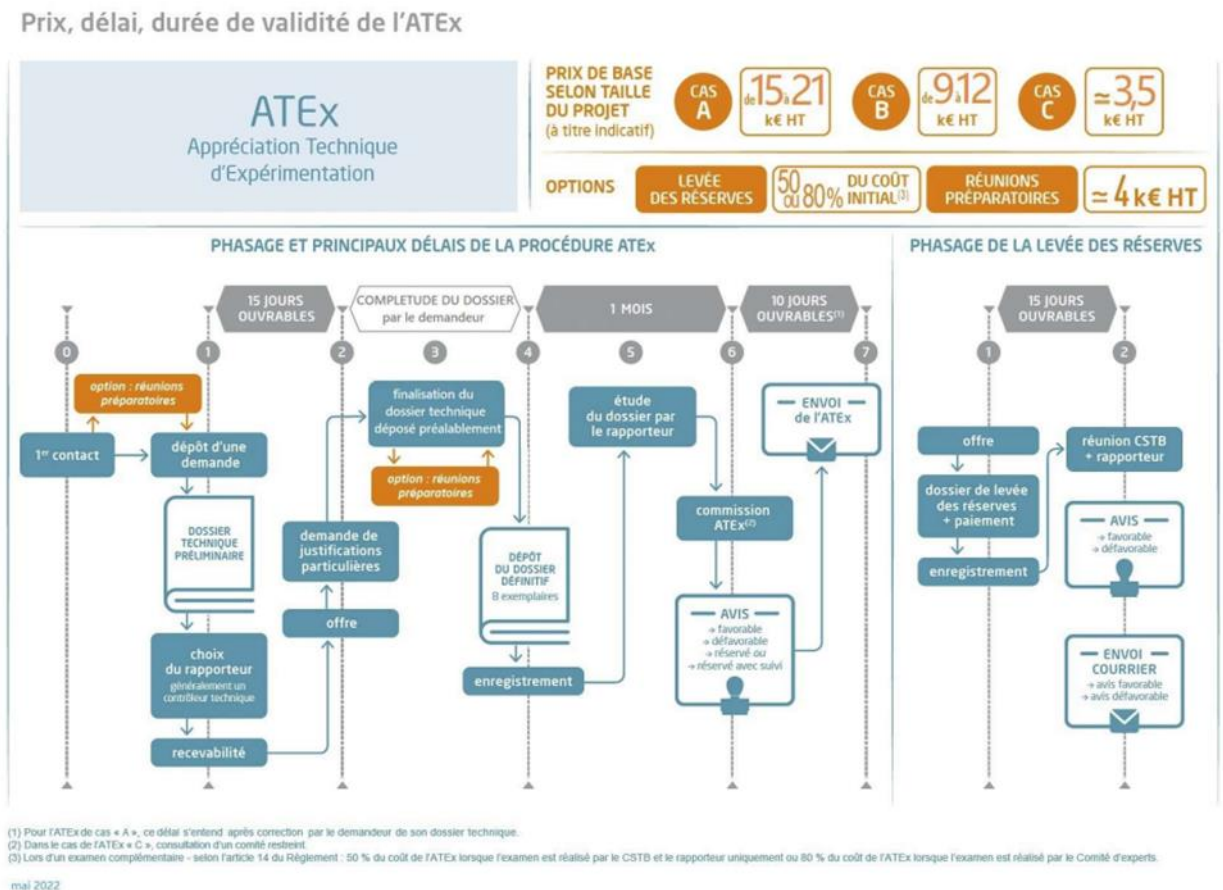 Prix, délai, durée de validité de l'ATEx
ATEx
Appréciation Technique
d'Expérimentation
PRIX DE BASE
SELON TAILLE
DU PROJET
(à titre indicatif)
CAS
A
de 15 à 21
k€ HT
CAS
B
de 9 à 12
k€ HT
CAS
C
≃ 3,5
k€ HT
OPTIONS
LEVÉE
DES RÉSERVES
50
ou 80%
DU COÛT
INITIAL(3)
RÉUNIONS
PRÉPARATOIRES
≃ 4 k€ HT
PHASAGE ET PRINCIPAUX DÉLAIS DE LA PROCÉDURE ATEx
15 JOURS
OUVRABLES
COMPLETUDE DU DOSSIER
par le demandeur
1 MOIS
10 JOURS
OUVRABLES(1)
0
1
2
3
4
5
6
7
option : réunions
préparatoires
1er contact
dépôt d'une
demande
DOSSIER
TECHNIQUE
PRÉLIMINAIRE
choix
du rapporteur
généralement un
contrôleur technique
recevabilité
offre
demande de
justifications
particulières
finalisation du
dossier technique
déposé préalablement
option : réunions
préparatoires
DÉPÔT
DU DOSSIER
DÉFINITIF
8 exemplaires
enregistrement
étude
du dossier par
le rapporteur
commission
ATEx(2)
AVIS
→ favorable
→ défavorable
→ réservé ou
→ réservé avec suivi
ENVOI
de l'ATEx
PHASAGE DE LA LEVÉE DES RÉSERVES
15 JOURS
OUVRABLES
1
2
offre
dossier de levée
des réserves
+ paiement
enregistrement
réunion CSTB
+ rapporteur
AVIS
→ favorable
→ défavorable
ENVOI
COURRIER
→ avis favorable
→ avis défavorable
(1) Pour l'ATEx de cas « A », ce délai s'entend après correction par le demandeur de son dossier technique.
(2) Dans le cas de l'ATEx « C », consultation d'un comité restreint
(3) Lors d'un examen complémentaire - selon l'article 14 du Règlement : 50 % du coût de l'ATEx lorsque l'examen est réalisé par le CSTB et le rapporteur uniquement ou 80 % du coût de l'ATEx lorsque l'examen est réalisé par le Comité d'experts.
mai 2022